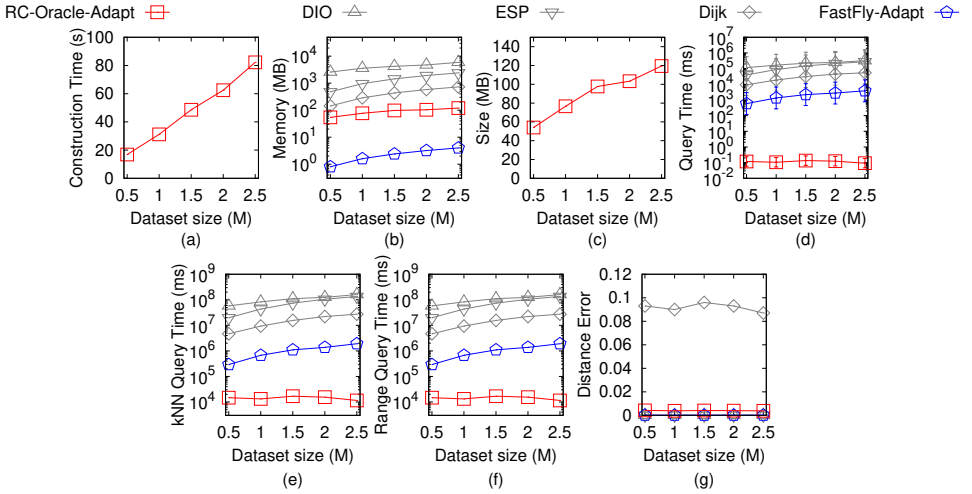 RC-Oracle-Adapt DIO ESP Dijk FastFly-Adapt
Construction Time (s)
100
80
60
40
20
0
0.5 1 1.5 2 2.5
Dataset size (M)
(a)
Memory (MB)
10^4
10^3
10^2
10^1
10^0
0.5 1 1.5 2 2.5
Dataset size (M)
(b)
Size (MB)
140
120
100
80
60
40
20
0
0.5 1 1.5 2 2.5
Dataset size (M)
(c)
Query Time (ms)
10^6
10^5
10^4
10^3
10^2
10^1
10^0
10^-1
10^-2
0.5 1 1.5 2 2.5
Dataset size (M)
(d)
kNN Query Time (ms)
10^9
10^8
10^7
10^6
10^5
10^4
0.5 1 1.5 2 2.5
Dataset size (M)
(e)
Range Query Time (ms)
10^9
10^8
10^7
10^6
10^5
10^4
0.5 1 1.5 2 2.5
Dataset size (M)
(f)
Distance Error
0.12
0.1
0.08
0.06
0.04
0.02
0
0.5 1 1.5 2 2.5
Dataset size (M)
(g)